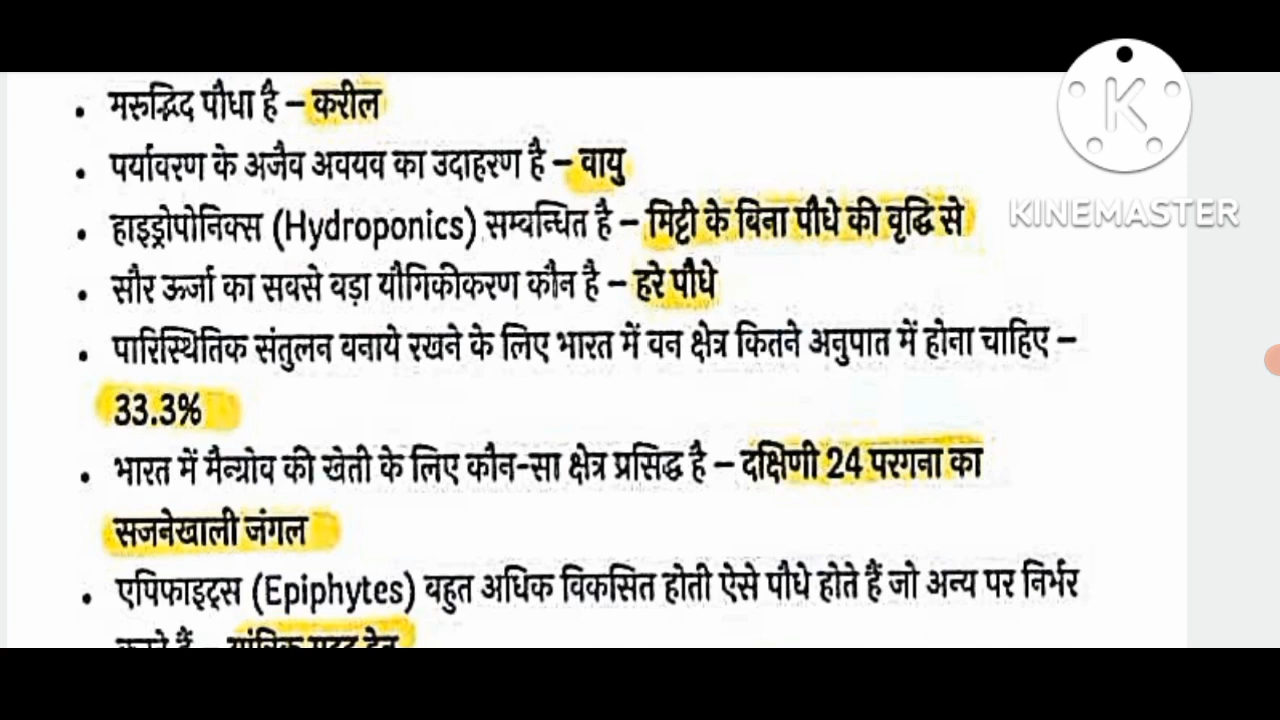 • मरुद्भिद पौधा है – करील
• पर्यावरण के अजैव अवयव का उदाहरण है – वायु
• हाइड्रोपोनिक्स (Hydroponics) सम्बन्धित है – मिट्टी के बिना पौधे की वृद्धि से
• सौर ऊर्जा का सबसे बड़ा यौगिकीकरण कौन है – हरे पौधे
• पारिस्थितिक संतुलन बनाये रखने के लिए भारत में वन क्षेत्र कितने अनुपात में होना चाहिए –
33.3%
• भारत में मैन्ग्रोव की खेती के लिए कौन-सा क्षेत्र प्रसिद्ध है – दक्षिणी 24 परगना का
सजनेखाली जंगल
• एपिफाइट्स (Epiphytes) बहुत अधिक विकसित होती ऐसे पौधे होते हैं जो अन्य पर निर्भर
KINEMASTER